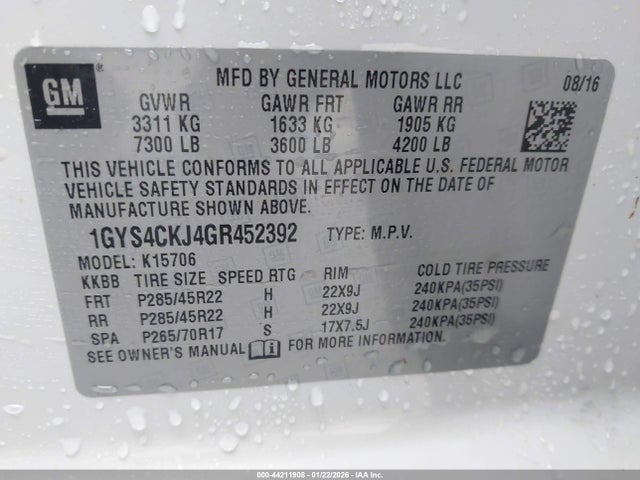 GM ®
MFD BY GENERAL MOTORS LLC 08/16
GVWR GAWR FRT GAWR RR
3311 KG 1633 KG 1905 KG
7300 LB 3600 LB 4200 LB
THIS VEHICLE CONFORMS TO ALL APPLICABLE U.S. FEDERAL MOTOR
VEHICLE SAFETY STANDARDS IN EFFECT ON THE DATE OF
MANUFACTURE SHOWN ABOVE.
1GYS4CKJ4GR452392 TYPE: M.P.V.
MODEL: K15706
KKBB TIRE SIZE SPEED RTG RIM COLD TIRE PRESSURE
FRT P285/45R22 H 22X9J 240KPA(35PSI)
RR P285/45R22 H 22X9J 240KPA(35PSI)
SPA P265/70R17 S 17X7.5J 240KPA(35PSI)
SEE OWNER'S MANUAL FOR MORE INFORMATION.
000-44211908 - 01/22/2026 - IAAI.COM